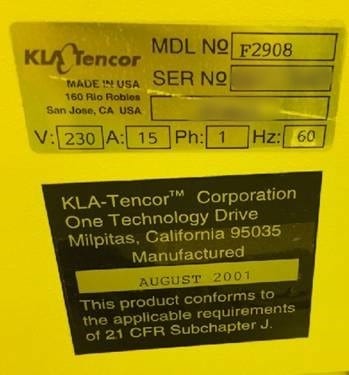 KLA Tencor MDL NO F2908
MADE IN USA SER NO
160 Rio Robles
San Jose, CA USA
V: 230 A: 15 Ph: 1 Hz: 60
KLA-Tencor™ Corporation
One Technology Drive
Milpitas, California 95035
Manufactured
AUGUST 2001
This product conforms to
the applicable requirements
of 21 CFR Subchapter J.